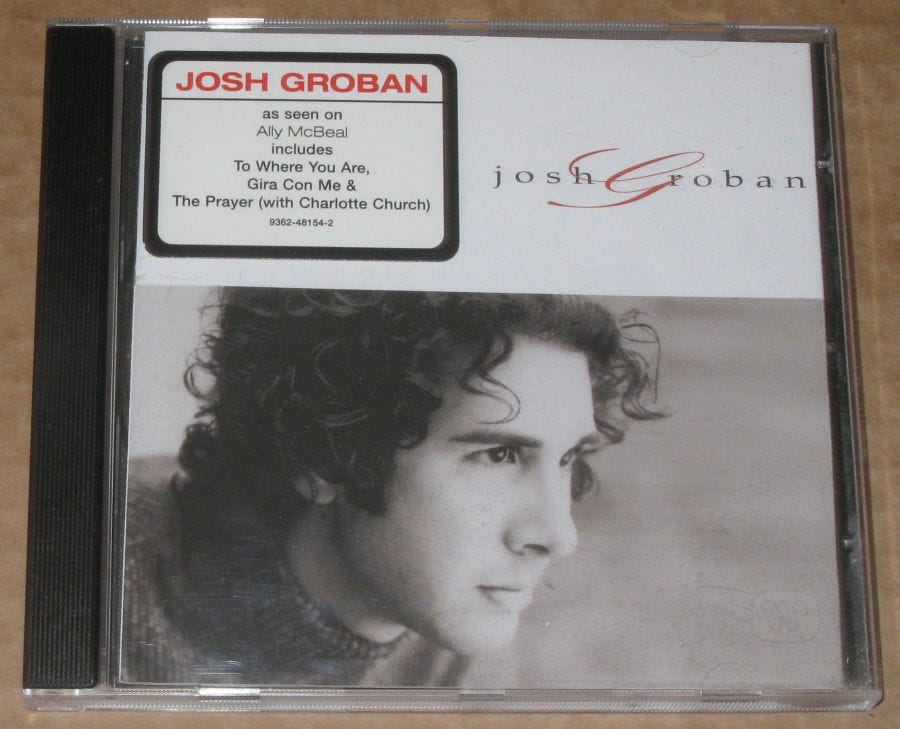 JOSH GROBAN
as seen on
Ally McBeal
includes
To Where You Are,
Gira Con Me &
The Prayer (with Charlotte Church)
9362-48154-2
josh Groban